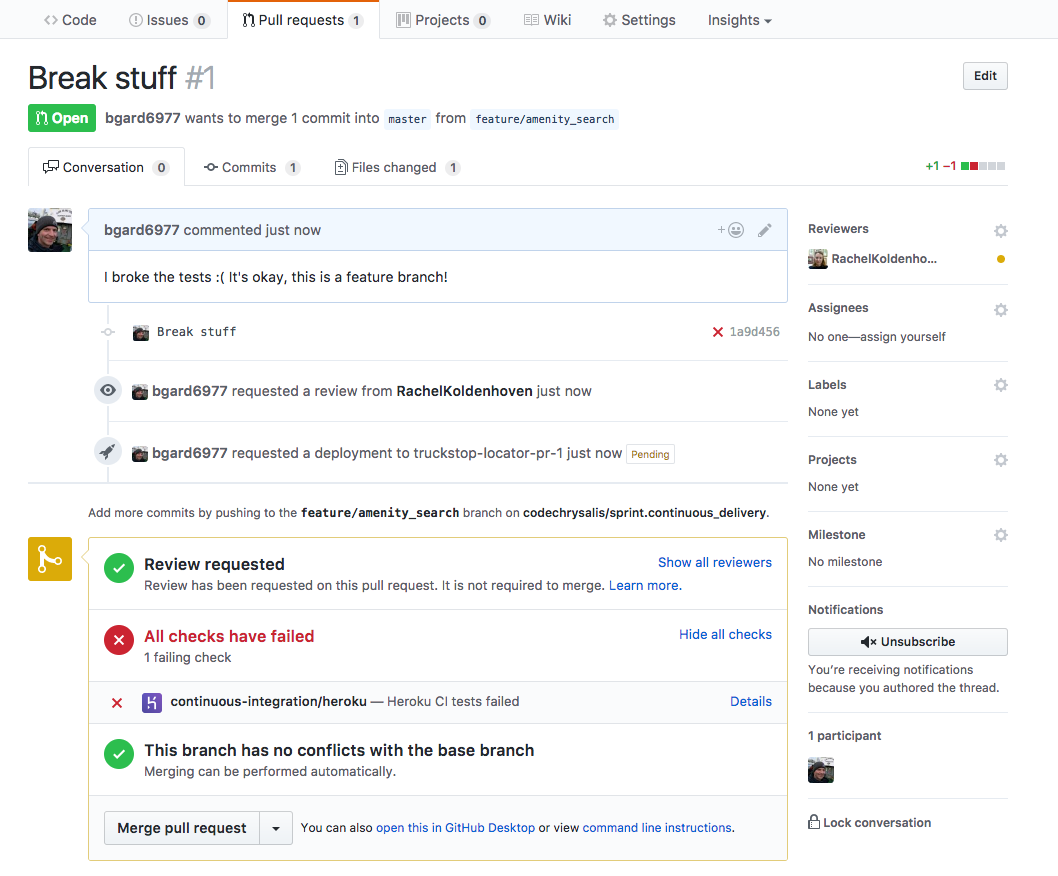 Code Issues 0 Pull requests 1 Projects 0 Wiki Settings Insights
Break stuff #1
Edit
Open bgard6977 wants to merge 1 commit into master from feature/amenity_search
Conversation 0 Commits 1 Files changed 1
+1 −1
bgard6977 commented just now
I broke the tests :( It's okay, this is a feature branch!
Break stuff 1a9d456
bgard6977 requested a review from RachelKoldenhoven just now
bgard6977 requested a deployment to truckstop-locator-pr-1 just now Pending
Add more commits by pushing to the feature/amenity_search branch on codechrysalis/sprint.continuous_delivery.
Review requested
Show all reviewers
Review has been requested on this pull request. It is not required to merge. Learn more.
All checks have failed
Hide all checks
1 failing check
continuous-integration/heroku — Heroku CI tests failed
Details
This branch has no conflicts with the base branch
Merging can be performed automatically.
Merge pull request
You can also open this in GitHub Desktop or view command line instructions.
Reviewers
RachelKoldenho...
Assignees
No one—assign yourself
Labels
None yet
Projects
None yet
Milestone
No milestone
Notifications
Unsubscribe
You're receiving notifications
because you authored the thread.
1 participant
Lock conversation